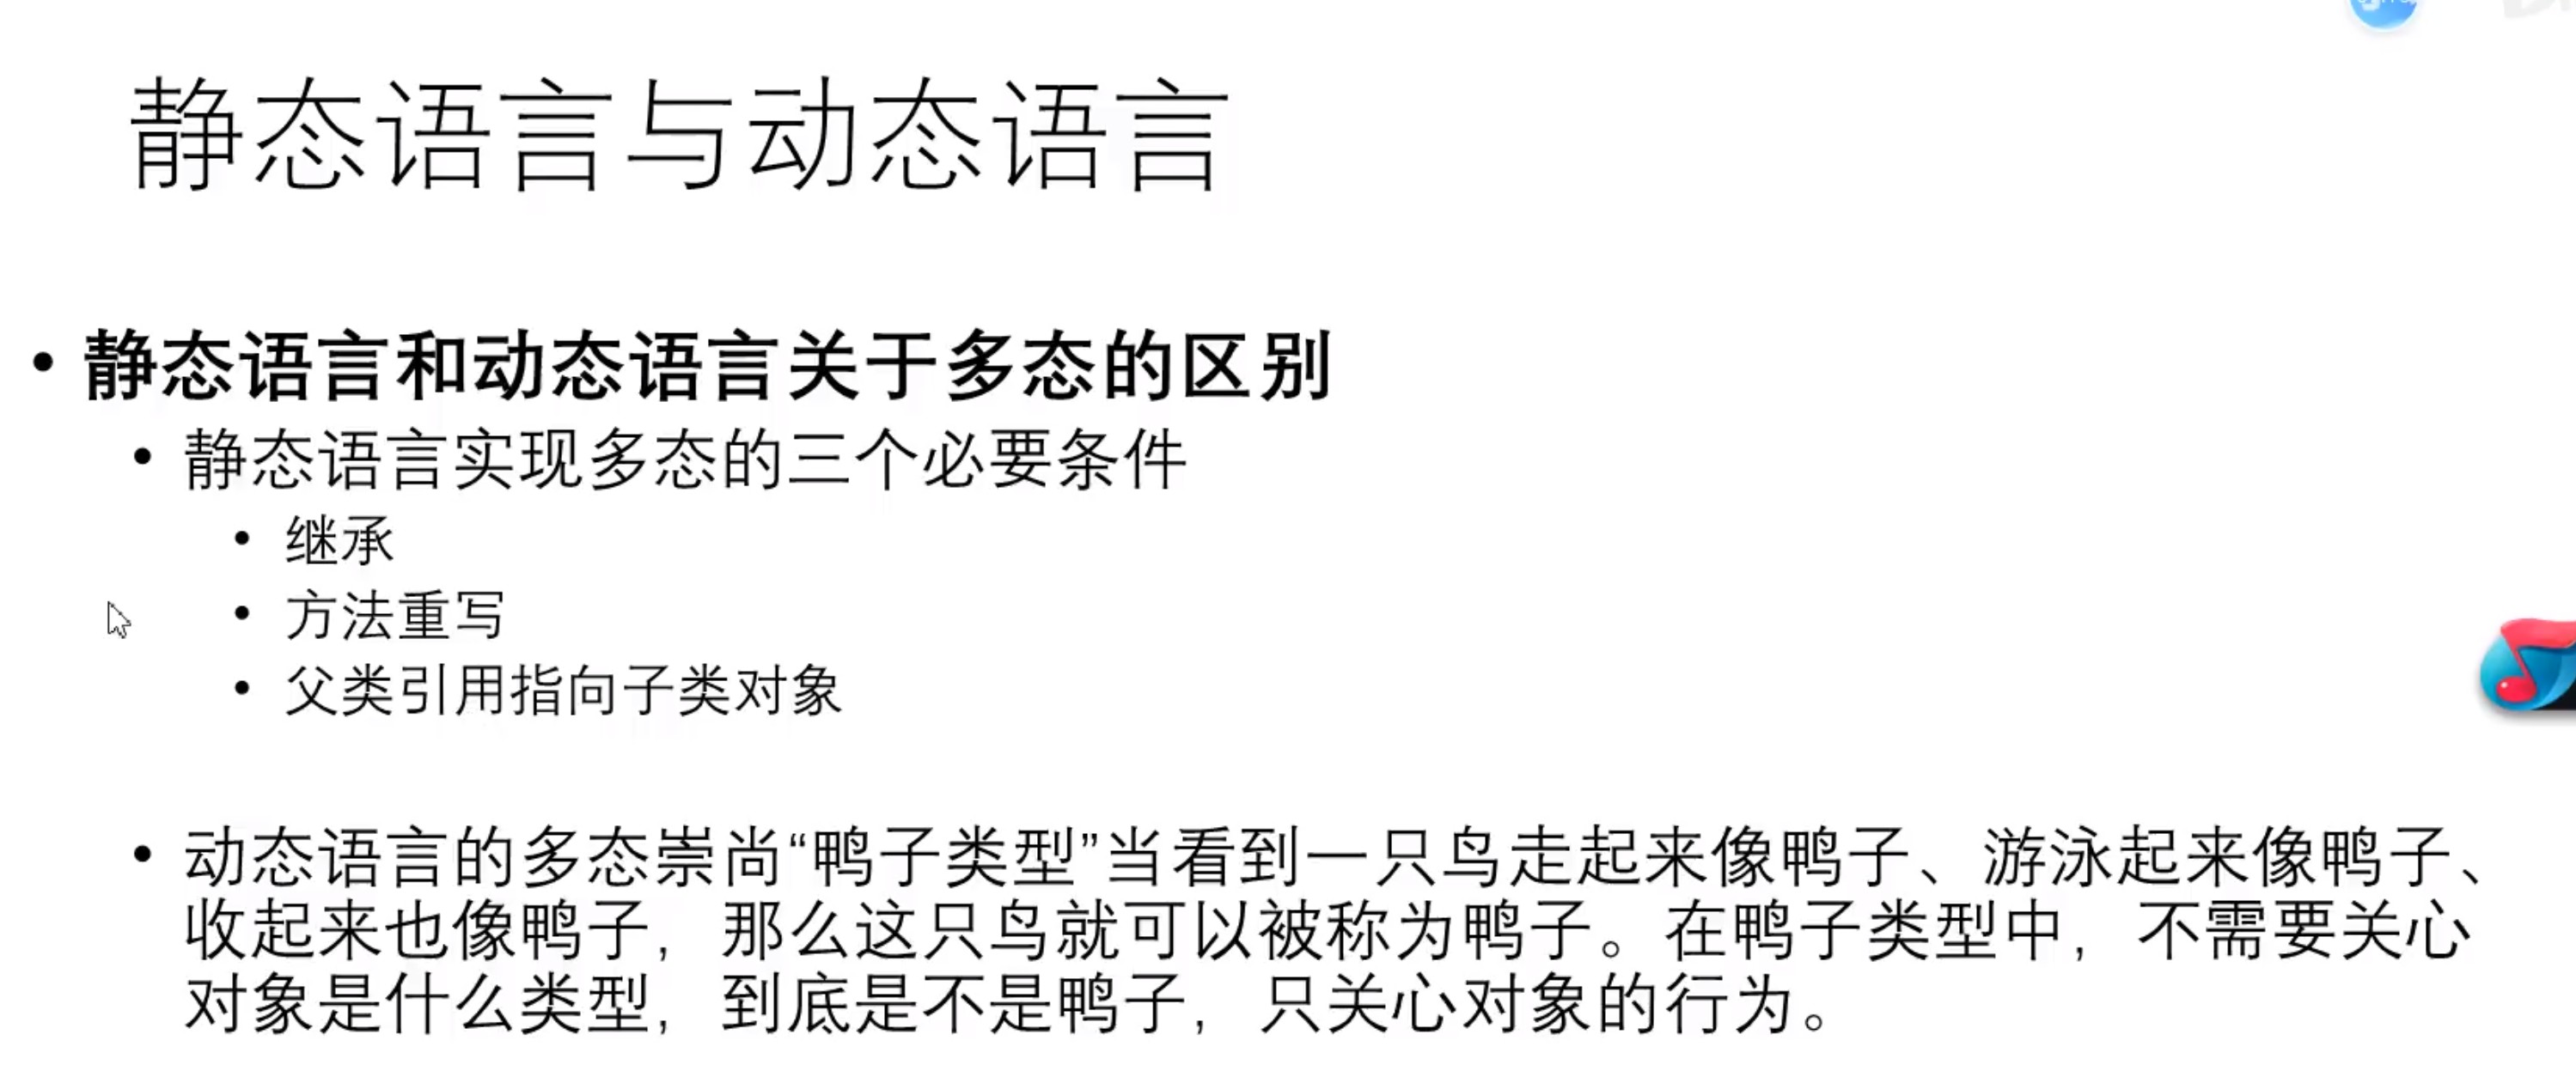 静态语言与动态语言
• 静态语言和动态语言关于多态的区别
• 静态语言实现多态的三个必要条件
• 继承
• 方法重写
• 父类引用指向子类对象
• 动态语言的多态崇尚“鸭子类型”当看到一只鸟走起来像鸭子、游泳起来像鸭子、
收起来也像鸭子，那么这只鸟就可以被称为鸭子。在鸭子类型中，不需要关心
对象是什么类型，到底是不是鸭子，只关心对象的行为。